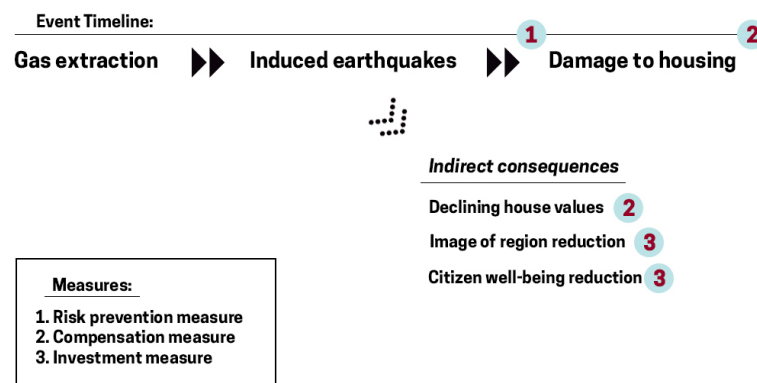 Event Timeline:
1
2
Gas extraction
Induced earthquakes
Damage to housing
Indirect consequences
Declining house values 2
Image of region reduction 3
Citizen well-being reduction 3
Measures:
1. Risk prevention measure
2. Compensation measure
3. Investment measure